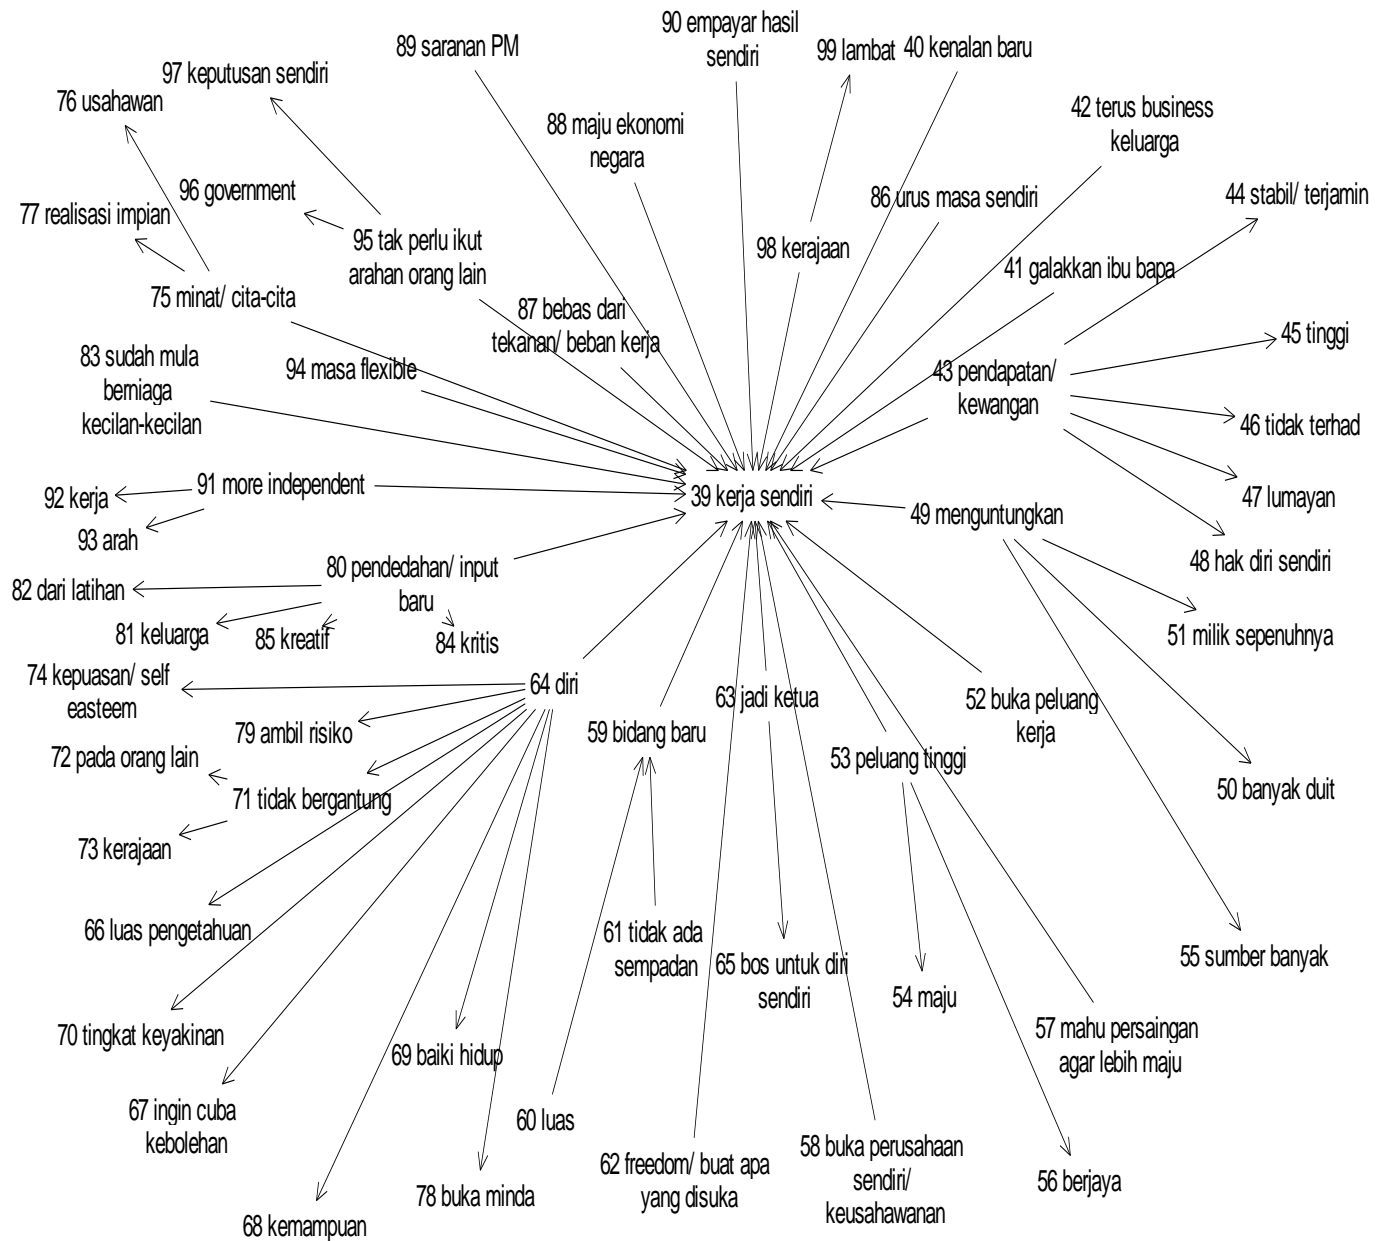 90 empayar hasil
sendiri
89 saranan PM
99 lambat
40 kenalan baru
97 keputusan sendiri
76 usahawan
88 maju ekonomi
negara
42 terus business
keluarga
96 government
86 urus masa sendiri
44 stabil/ terjamin
77 realisasi impian
95 tak perlu ikut
arahan orang lain
98 kerajaan
41 galakkan ibu bapa
75 minat/ cita-cita
87 bebas dari
tekanan/ beban kerja
45 tinggi
83 sudah mula
berniaga
kecilan-kecilan
94 masa flexible
43 pendapatan/
kewangan
46 tidak terhad
91 more independent
92 kerja
39 kerja sendiri
49 menguntungkan
47 lumayan
93 arah
48 hak diri sendiri
80 pendedahan/ input
baru
82 dari latihan
81 keluarga
85 kreatif
84 kritis
51 milik sepenuhnya
74 kepuasan/ self
easteem
64 diri
63 jadi ketua
52 buka peluang
kerja
79 ambil risiko
59 bidang baru
72 pada orang lain
53 peluang tinggi
71 tidak bergantung
50 banyak duit
73 kerajaan
66 luas pengetahuan
61 tidak ada
sempadan
65 bos untuk diri
sendiri
55 sumber banyak
54 maju
70 tingkat keyakinan
69 baiki hidup
57 mahu persaingan
agar lebih maju
67 ingin cuba
kebolehan
60 luas
62 freedom/ buat apa
yang disuka
58 buka perusahaan
sendiri/
keusahawanan
56 berjaya
78 buka minda
68 kemampuan